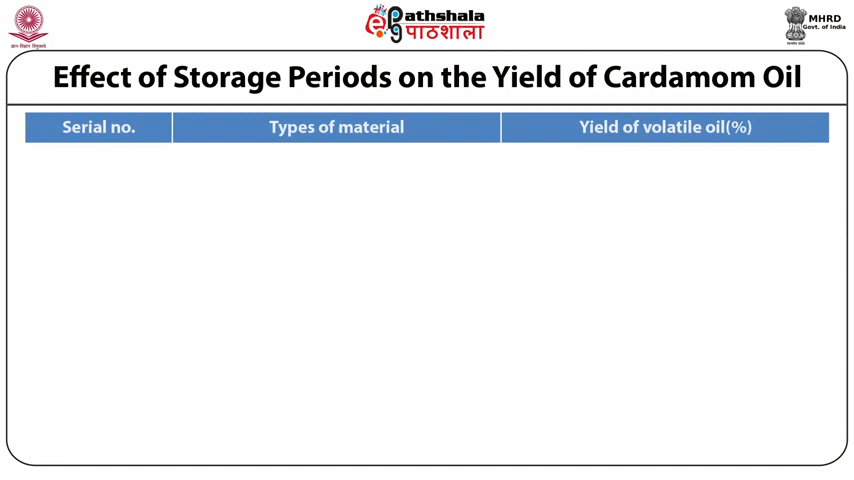 ePathshala
पाठशाला
MHRD
Govt. of India
Effect of Storage Periods on the Yield of Cardamom Oil
Serial no. Types of material Yield of volatile oil(%)